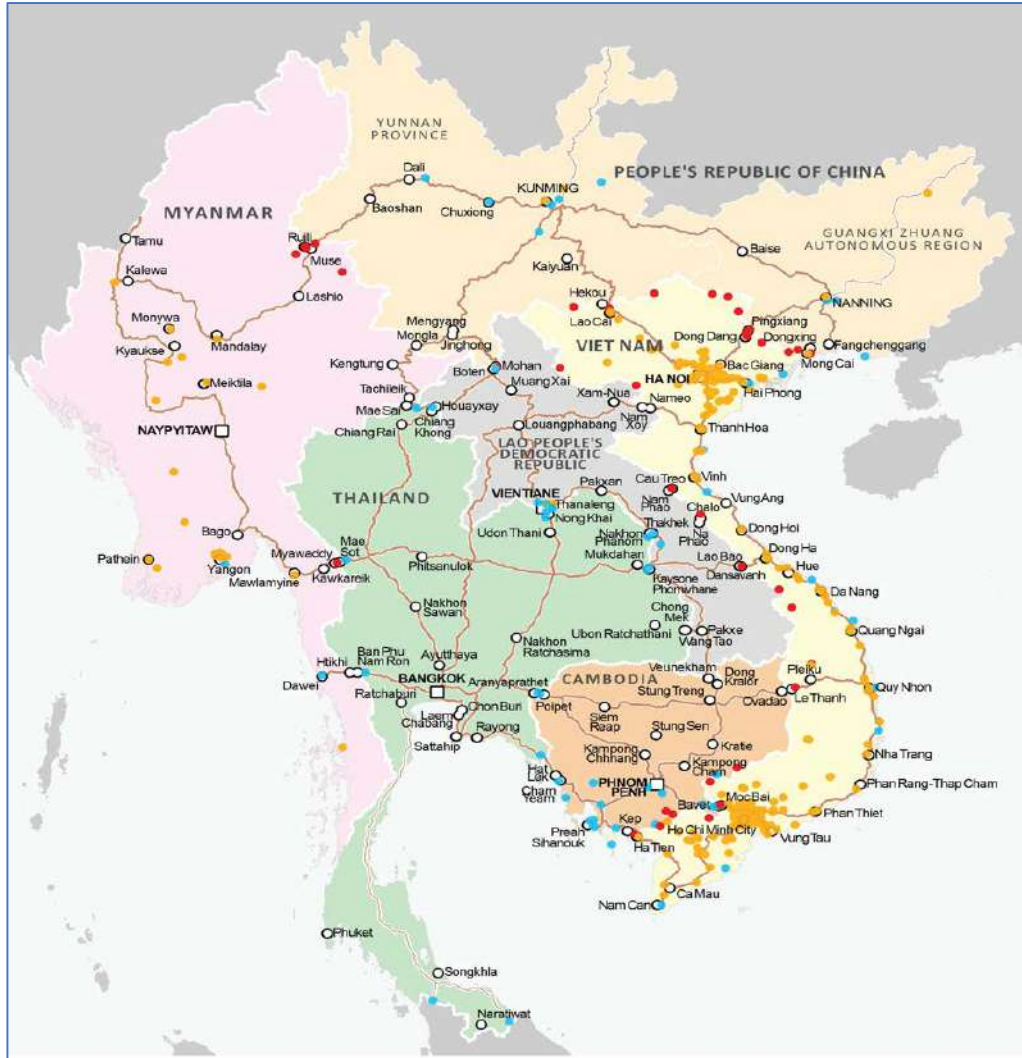 YUNNAN
PROVINCE
PEOPLE'S REPUBLIC OF CHINA
GUANGXI ZHUANG
AUTONOMOUS REGION
MYANMAR
Dali
Baoshan
Chuxiong
KUNMING
Baise
Tamu
Ruili
Muse
Kalewa
Lashio
Kaiyuan
Hekou
Lao Cai
NANNING
Monywa
Kyaukse
Mandalay
Mengyang
Mongla
Jinghong
VIET NAM
Pingxiang
Dong Dang
Dongxing
Fangchenggang
Mong Cai
Meiktila
Kengtung
Boten
Mohan
Muang Xai
Bac Giang
HA NOI
Hai Phong
Tachileik
Mae Sai
Houayxay
Chiang
Khong
Chiang Rai
Xam-Nua
Nam
Xoy
Nameo
Thanh Hoa
NAYPYITAW
Louangphabang
LAO PEOPLE'S
DEMOCRATIC
REPUBLIC
THAILAND
VIENTIANE
Pakxan
Cau Treo
Nam
Phao
Vinh
Vung Ang
Thanaleng
Nong Khai
Chalo
Na
Phao
Bago
Udon Thani
Nakhon
Phanom
Thakhek
Dong Hoi
Pathein
Yangon
Myawaddy
Mae
Sot
Mawlamyine
Kawkareik
Phitsanulok
Mukdahan
Kaysone
Phomvihane
Lao Bao
Dansavanh
Dong Ha
Hue
Da Nang
Nakhon
Sawan
Chong
Mek
Ubon Ratchathani
Wang Tao
Pakxe
Quang Ngai
Htikhi
Ban Phu
Nam Ron
Ayutthaya
Nakhon
Ratchasima
Dawei
BANGKOK
Ratchaburi
Aranyaprathet
Poipet
CAMBODIA
Veunekham
Dong
Kralor
Stung Treng
Pleiku
Oyadao
Le Thanh
Quy Nhon
Laem
Chabang
Chon Buri
Sattahip
Rayong
Siem
Reap
Stung Sen
Kampong
Chhnang
Kratie
Nha Trang
Hat
Lek
Cham
Yeam
PHNOM
PENH
Kampong
Cham
Phan Rang-Thap Cham
Bavet
Moc Bai
Preah
Sihanouk
Kep
Ha Tien
Ho Chi Minh City
Vung Tau
Phan Thiet
Ca Mau
Nam Can
Phuket
Songkhla
Naratiwat